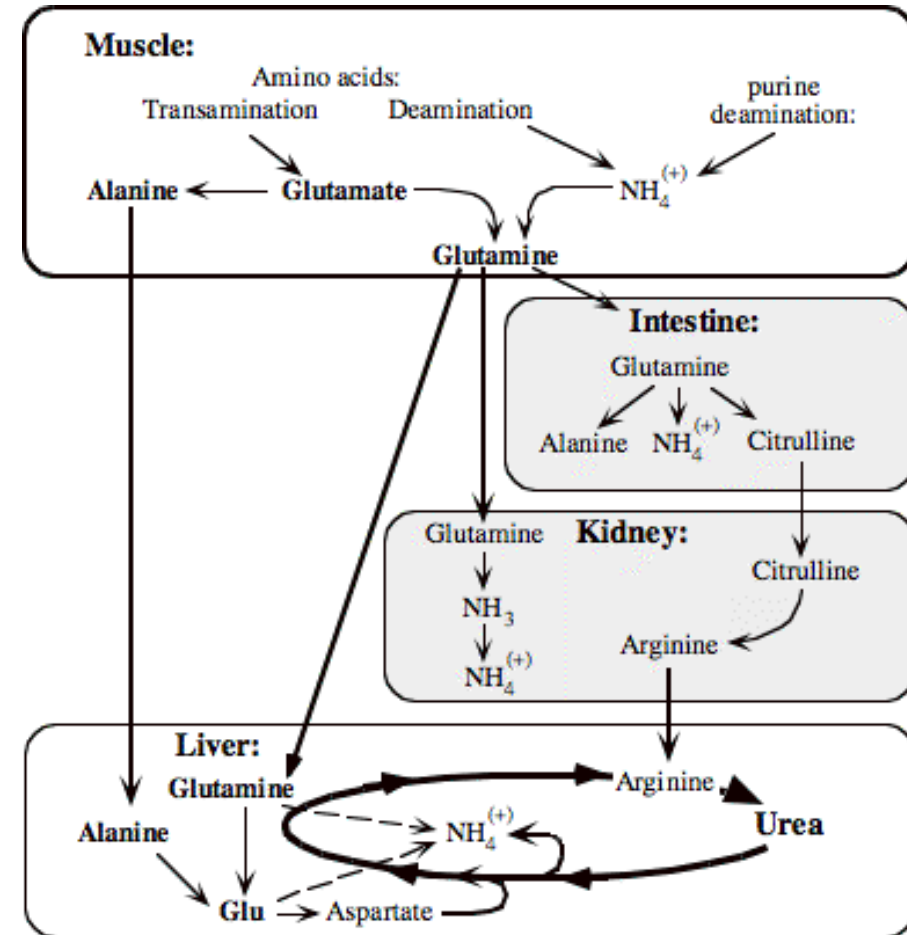 Muscle:
Amino acids:
Transamination Deamination
purine
deamination:
Alanine Glutamate NH4(+)
Glutamine
Intestine:
Glutamine
Alanine NH4(+) Citrulline
Glutamine Kidney:
Citrulline
NH3
Arginine
NH4(+)
Liver:
Glutamine
Arginine
Alanine NH4(+) Urea
Glu Aspartate